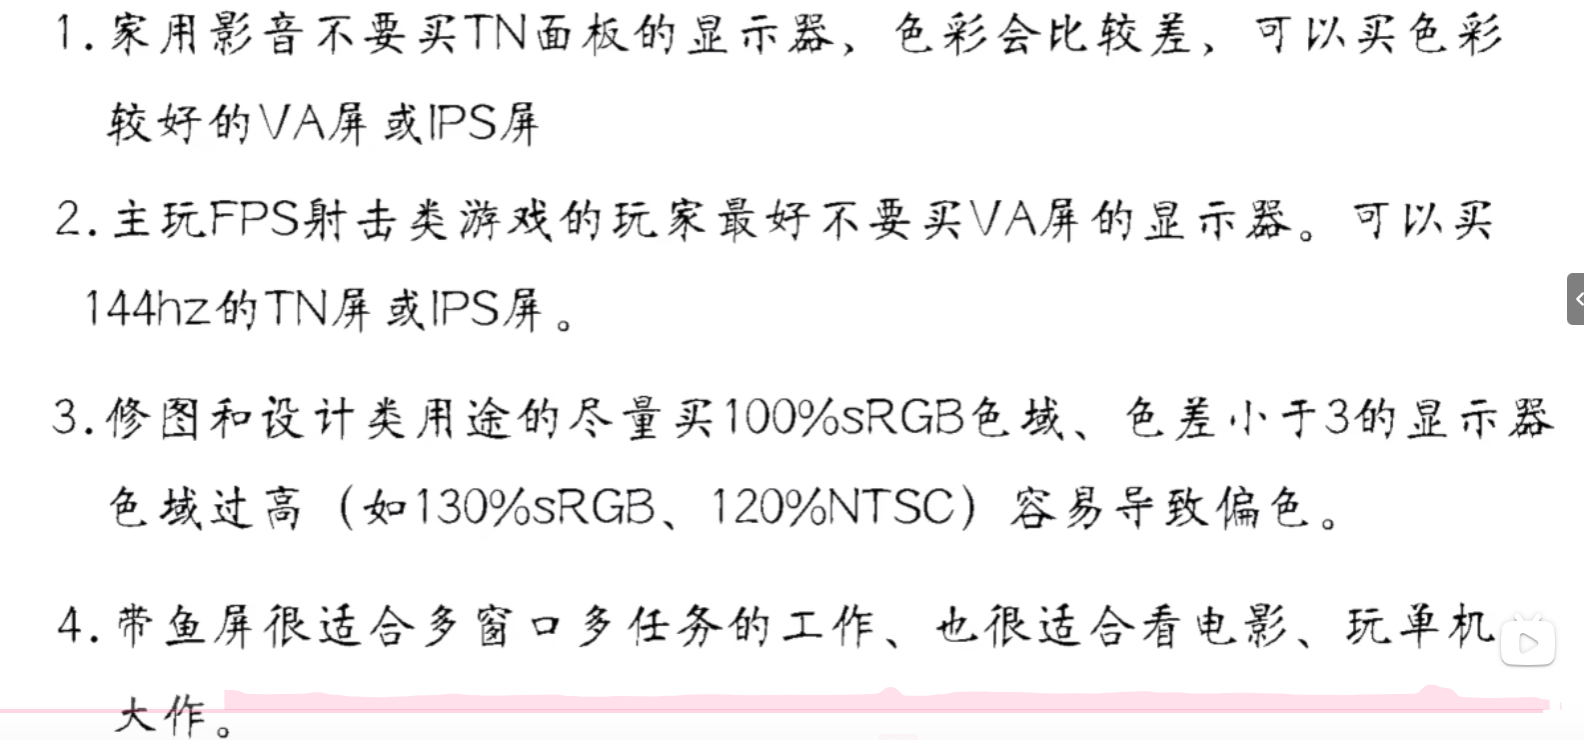 1.家用影音不要买TN面板的显示器，色彩会比较差，可以买色彩
较好的VA屏或IPS屏
2.主玩FPS射击类游戏的玩家最好不要买VA屏的显示器。可以买
144hz的TN屏或IPS屏。
3.修图和设计类用途的尽量买100%sRGB色域、色差小于3的显示器
色域过高（如130%sRGB、120%NTSC）容易导致偏色。
4.带鱼屏很适合多窗口多任务的工作、也很适合看电影、玩单机
大作。